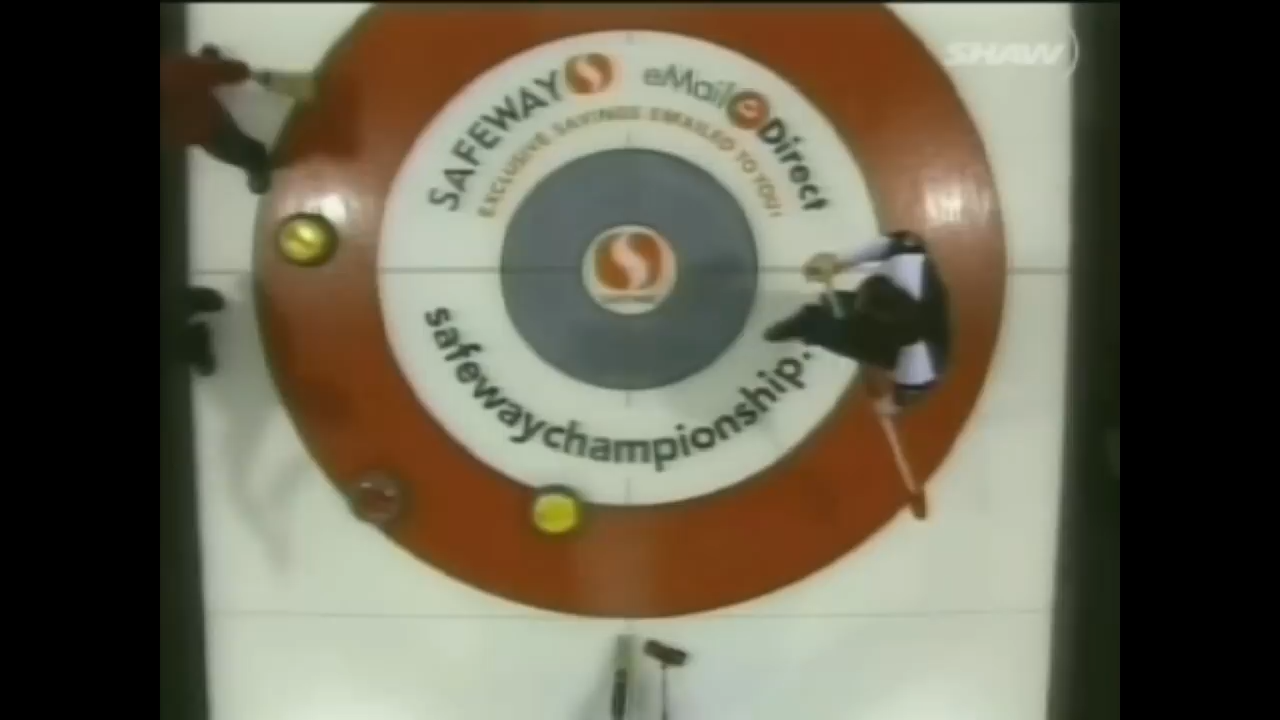 SHAW)
SAFEWAY
eMail Direct
EXCLUSIVE SAVINGS EMAILED TO YOU!
safewaychampionship.